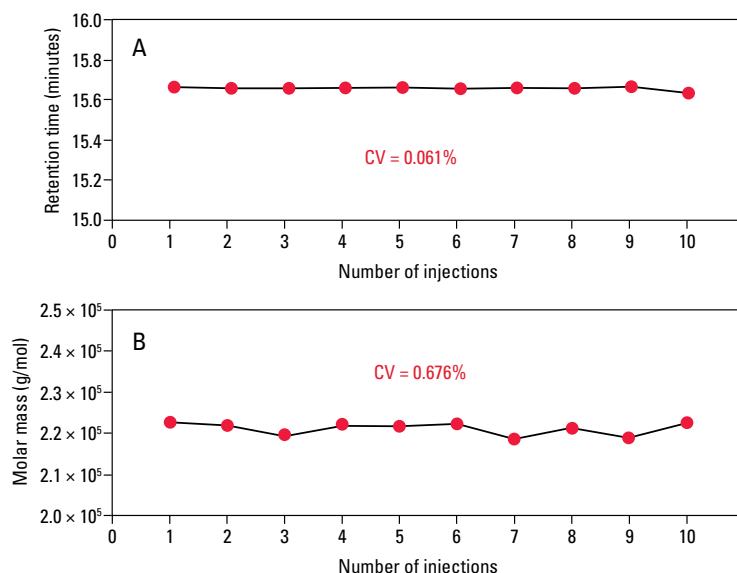 A
Retention time (minutes)
16.0
15.8
15.6
15.4
15.2
15.0
CV = 0.061%
0 1 2 3 4 5 6 7 8 9 10
Number of injections
B
Molar mass (g/mol)
2.5 × 10⁵
2.4 × 10⁵
2.3 × 10⁵
2.2 × 10⁵
2.1 × 10⁵
2.0 × 10⁵
CV = 0.676%
0 1 2 3 4 5 6 7 8 9 10
Number of injections